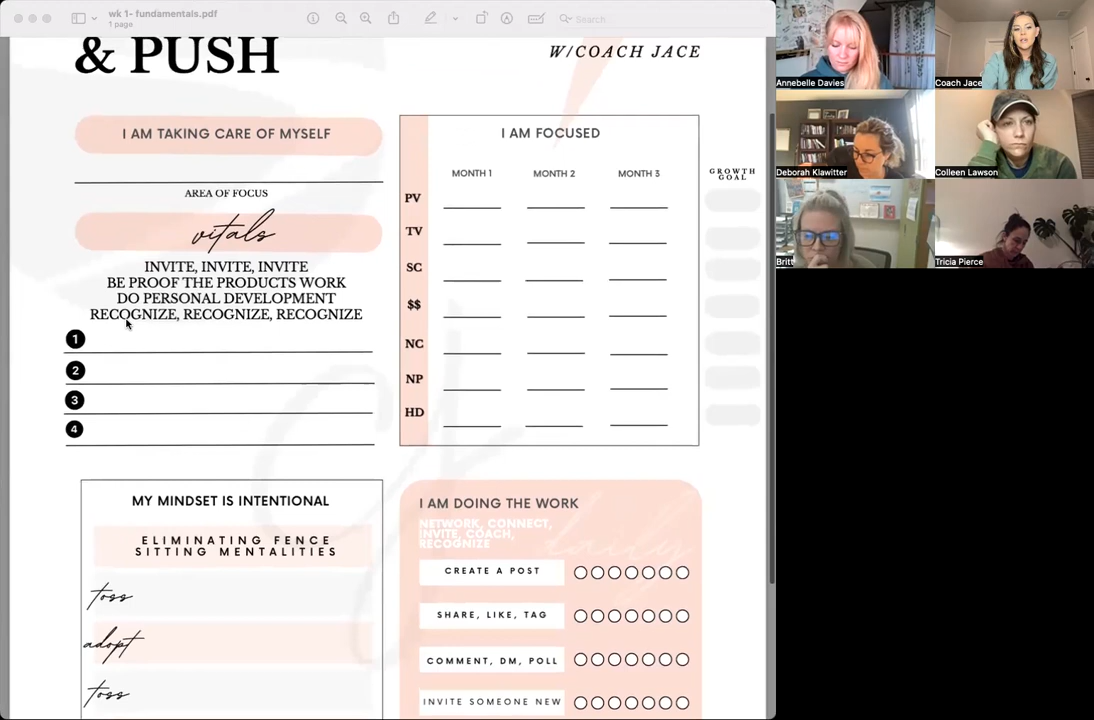 wk 1- fundamentals.pdf
1 page
Search
& PUSH
W/COACH JACE
I AM TAKING CARE OF MYSELF
AREA OF FOCUS
vitals
INVITE, INVITE, INVITE
BE PROOF THE PRODUCTS WORK
DO PERSONAL DEVELOPMENT
RECOGNIZE, RECOGNIZE, RECOGNIZE
1
2
3
4
I AM FOCUSED
MONTH 1 MONTH 2 MONTH 3
GROWTH
GOAL
PV
TV
SC
$$
NC
NP
HD
MY MINDSET IS INTENTIONAL
ELIMINATING FENCE
SITTING MENTALITIES
toss
adopt
toss
I AM DOING THE WORK
NETWORK, CONNECT,
INVITE, COACH,
RECOGNIZE
daily
CREATE A POST
SHARE, LIKE, TAG
COMMENT, DM, POLL
INVITE SOMEONE NEW
Annebelle Davies
Coach Jace
Deborah Klawitter
Colleen Lawson
Britt
Tricia Pierce